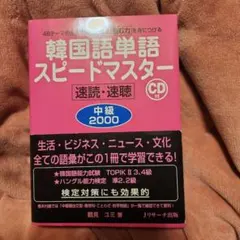 韓国語単語
スピードマスター
速読・速聴
CD付
中級
2000
生活・ビジネス・ニュース・文化
全ての語彙がこの1冊で学習できる!
★韓国語能力試験 TOPIKⅡ3.4級
★ハングル能力検定 準2.2級
検定対策にも効果的
鶴見 ユミ 著
Jリサーチ出版